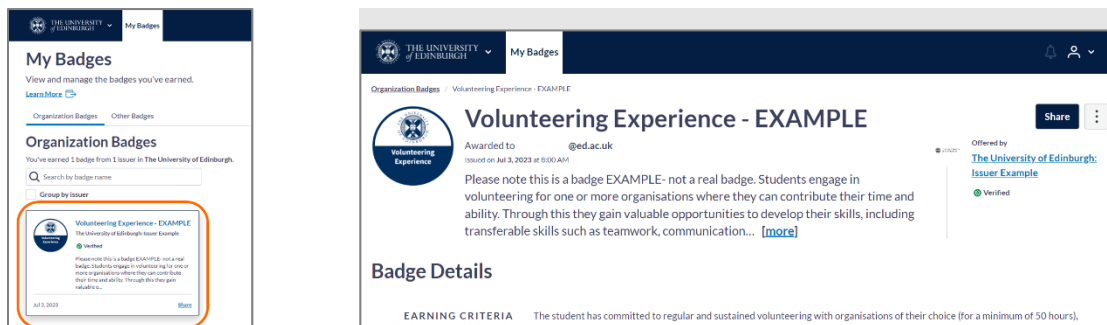 THE UNIVERSITY
of EDINBURGH
My Badges
My Badges
View and manage the badges you've earned.
Learn More
Organization Badges
Other Badges
Organization Badges
You've earned 1 badge from 1 issuer in The University of Edinburgh.
Search by badge name
Group by issuer
Volunteering
Experience
Volunteering Experience - EXAMPLE
The University of Edinburgh: Issuer Example
Verified
Please note this is a badge EXAMPLE- not a real
badge. Students engage in volunteering for one or
more organisations where they can contribute
their time and ability. Through this they gain
valuable o...
Jul 3, 2023
Share
THE UNIVERSITY
of EDINBURGH
My Badges
Organization Badges / Volunteering Experience - EXAMPLE
Volunteering
Experience
Volunteering Experience - EXAMPLE
Awarded to @ed.ac.uk
Issued on Jul 3, 2023 at 8:00 AM
Please note this is a badge EXAMPLE- not a real badge. Students engage in
volunteering for one or more organisations where they can contribute their time and
ability. Through this they gain valuable opportunities to develop their skills, including
transferable skills such as teamwork, communication... [more]
Share
Offered by
The University of Edinburgh:
Issuer Example
Verified
Badge Details
EARNING CRITERIA The student has committed to regular and sustained volunteering with organisations of their choice (for a minimum of 50 hours),